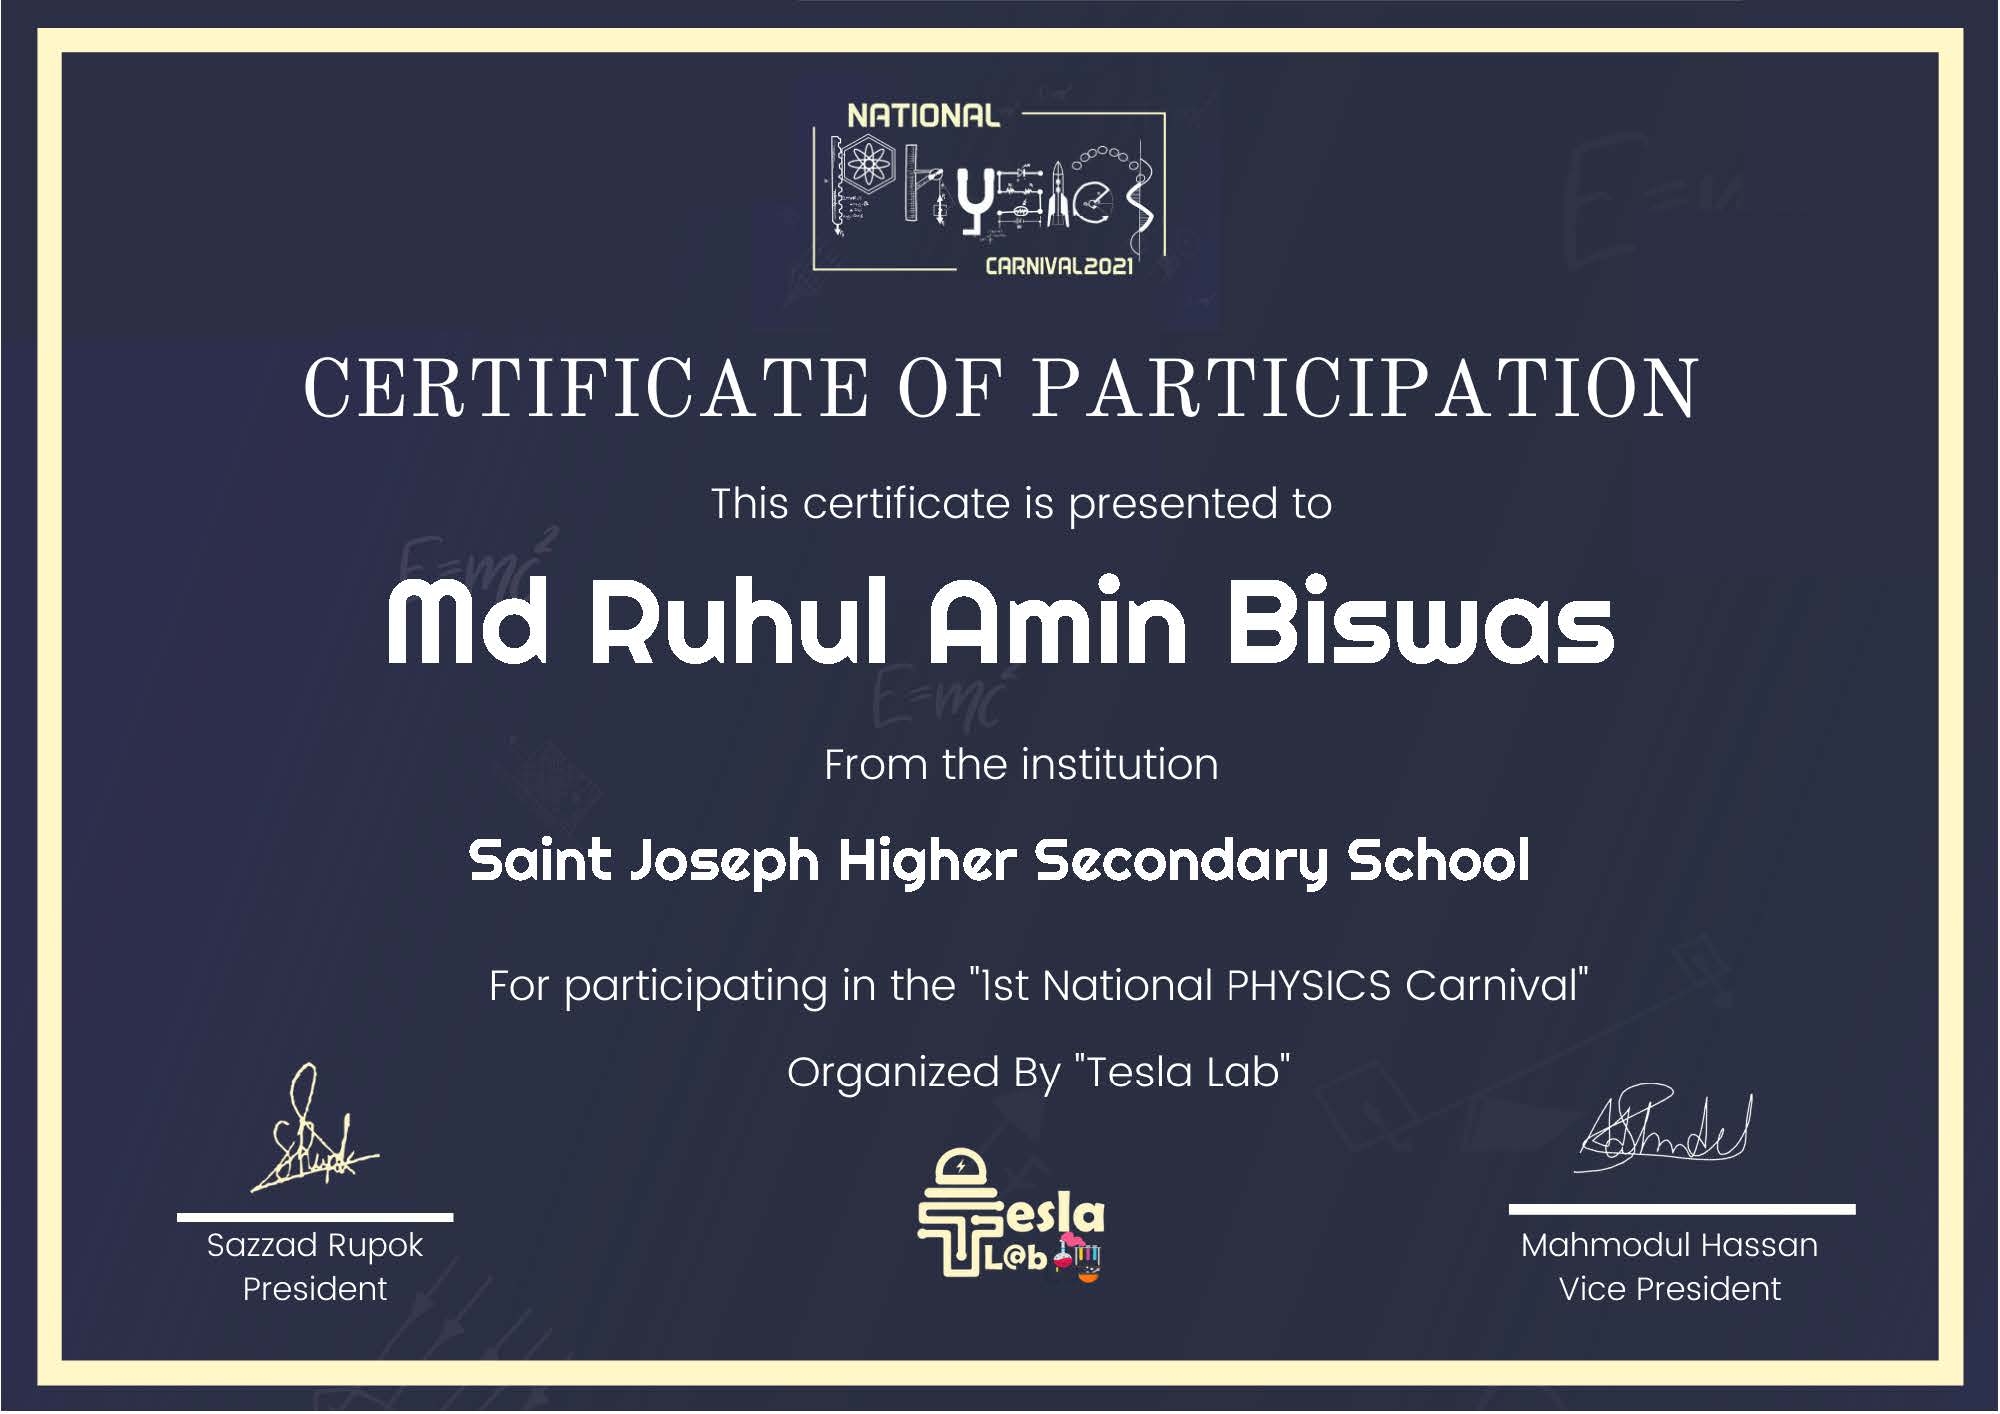 NATIONAL
Physics
CARNIVAL2021
CERTIFICATE OF PARTICIPATION
This certificate is presented to
E=mc²
Md Ruhul Amin Biswas
E=mc²
From the institution
Saint Joseph Higher Secondary School
For participating in the "1st National PHYSICS Carnival"
Organized By "Tesla Lab"
Tesla
L@b
Sazzad Rupok
President
Mahmodul Hassan
Vice President